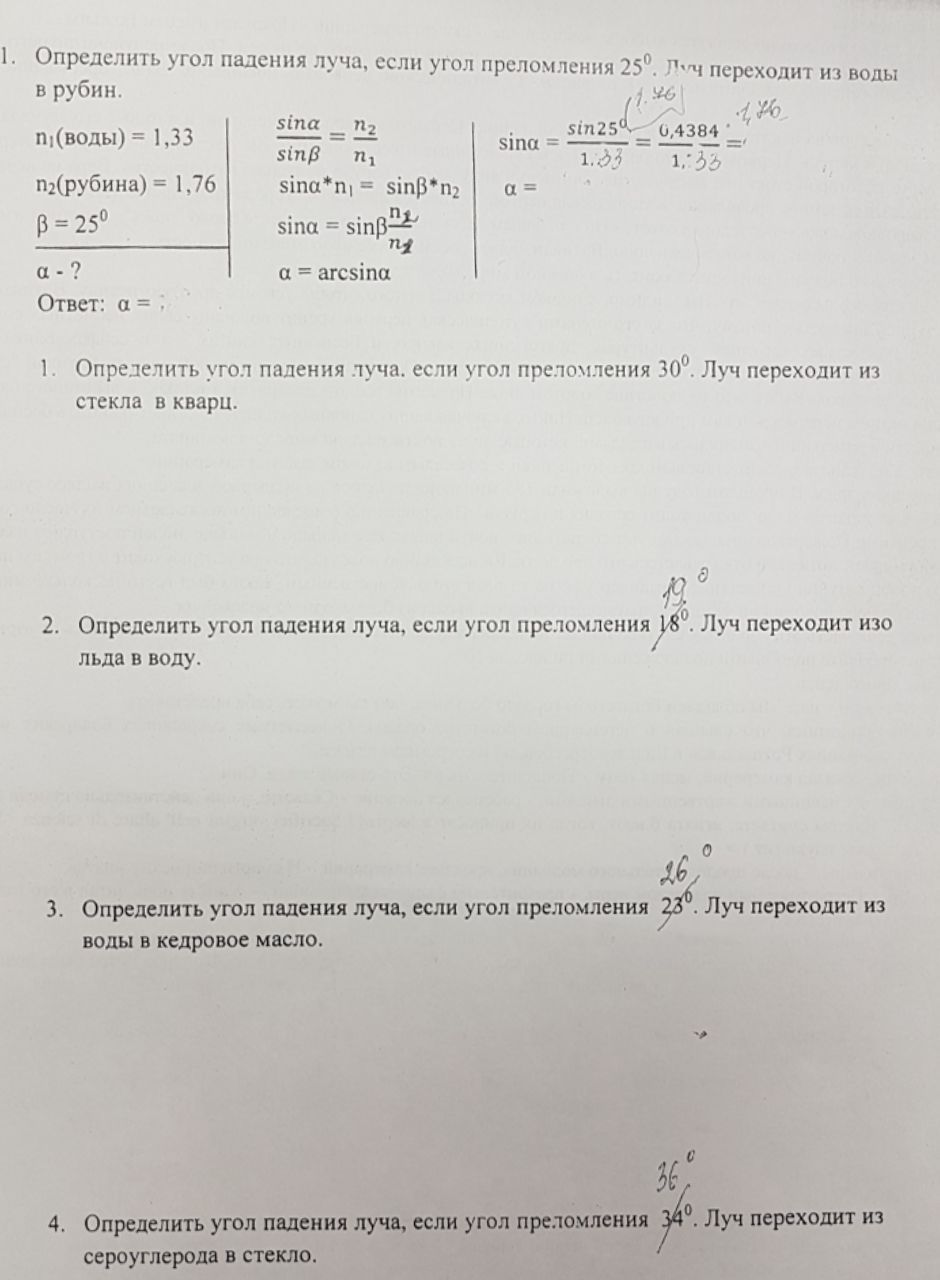 1. Определить угол падения луча, если угол преломления 25⁰. Луч переходит из воды
в рубин.
n₁(воды) = 1,33
n₂(рубина) = 1,76
β = 25⁰
α - ?
sinα/sinβ = n₂/n₁
sinα*n₁ = sinβ*n₂
sinα = sinβ n₂/n₁
α = arcsinα
(1.76)
1,76
sinα = sin25⁰/1.33 = 0,4384/1.33 =
α =
Ответ: α =
1. Определить угол падения луча. если угол преломления 30⁰. Луч переходит из
стекла в кварц.
19⁰
2. Определить угол падения луча, если угол преломления 18⁰. Луч переходит изо
льда в воду.
26⁰
3. Определить угол падения луча, если угол преломления 23⁰. Луч переходит из
воды в кедровое масло.
36⁰
4. Определить угол падения луча, если угол преломления 34⁰. Луч переходит из
сероуглерода в стекло.